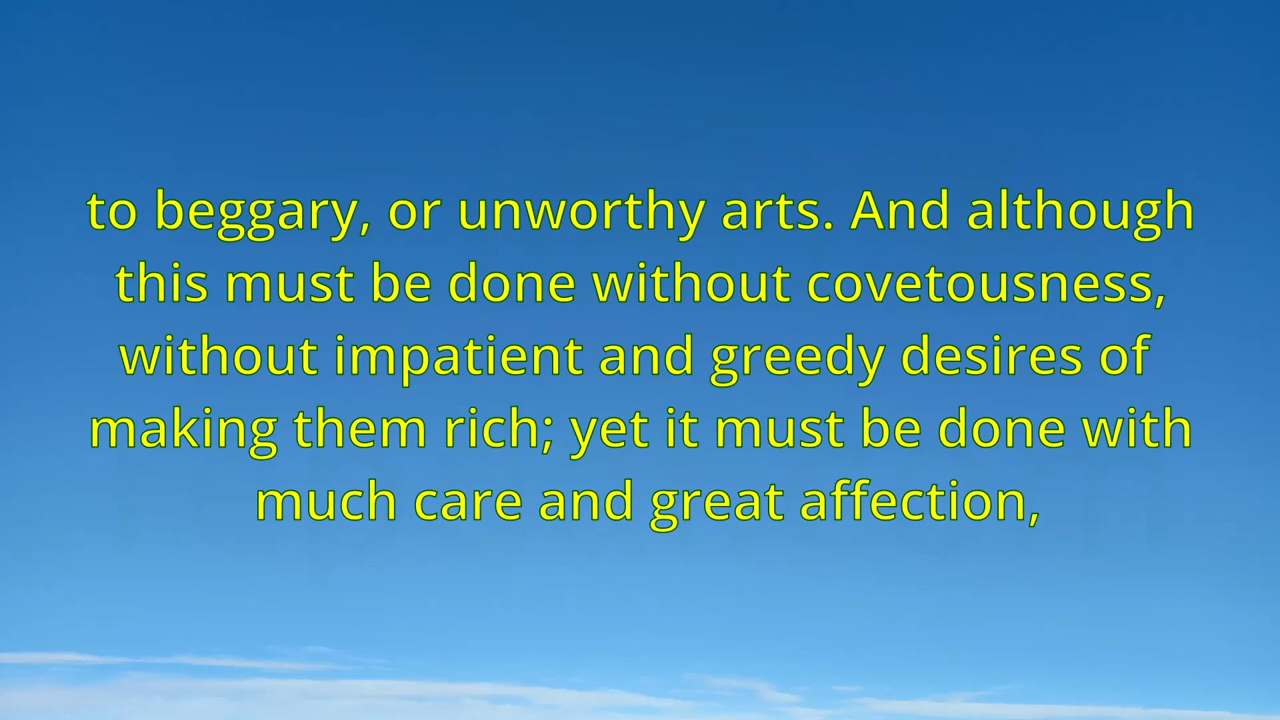 to beggary, or unworthy arts. And although
this must be done without covetousness,
without impatient and greedy desires of
making them rich; yet it must be done with
much care and great affection,